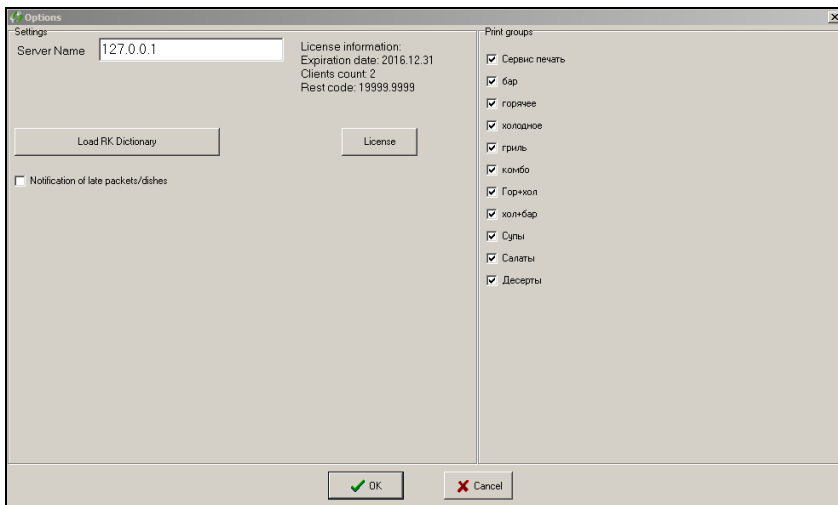 Options
Settings
Server Name
127.0.0.1
License information:
Expiration date: 2016.12.31
Clients count: 2
Rest code: 19999.9999
Load RK Dictionary
License
Notification of late packets/dishes
Print groups
Сервис печать
бар
горячее
холодное
гриль
комбо
Гор+хол
хол+бар
Супы
Салаты
Десерты
OK
Cancel